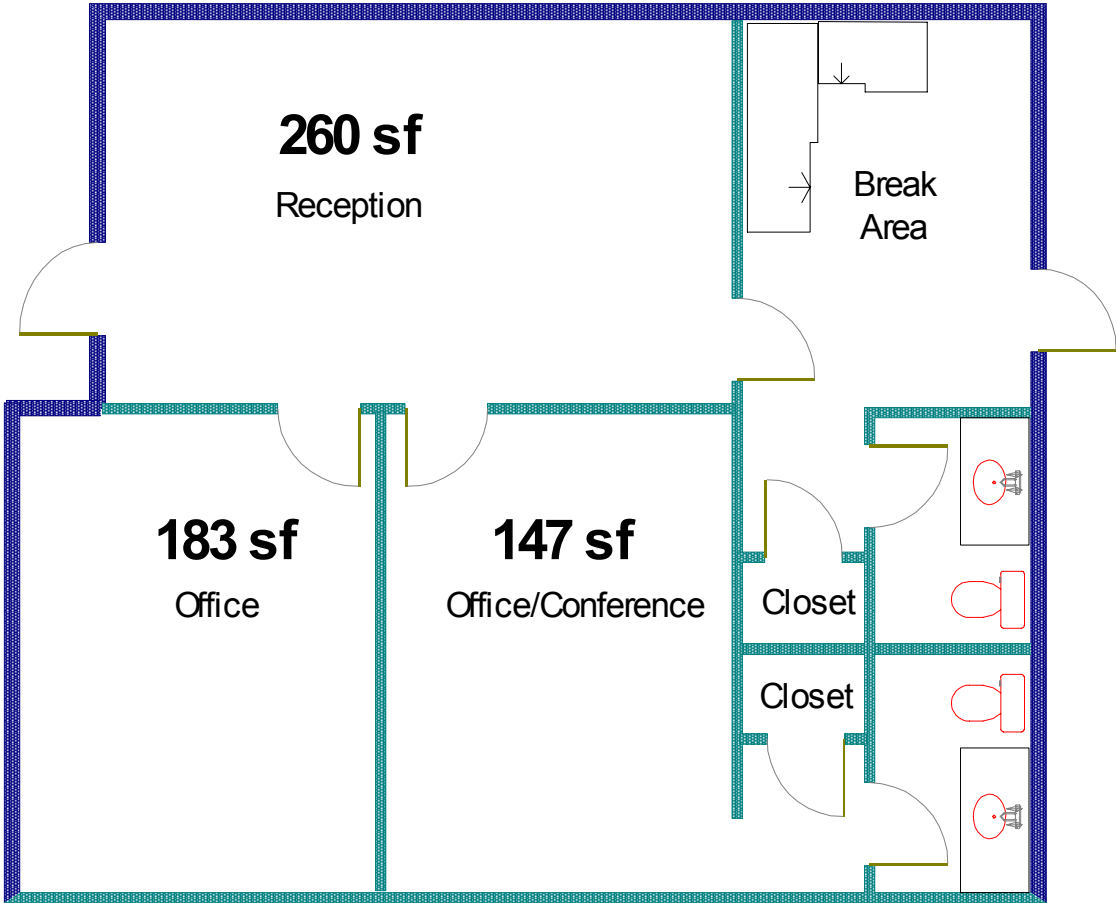 260 sf
Reception
Break
Area
183 sf
Office
147 sf
Office/Conference
Closet
Closet